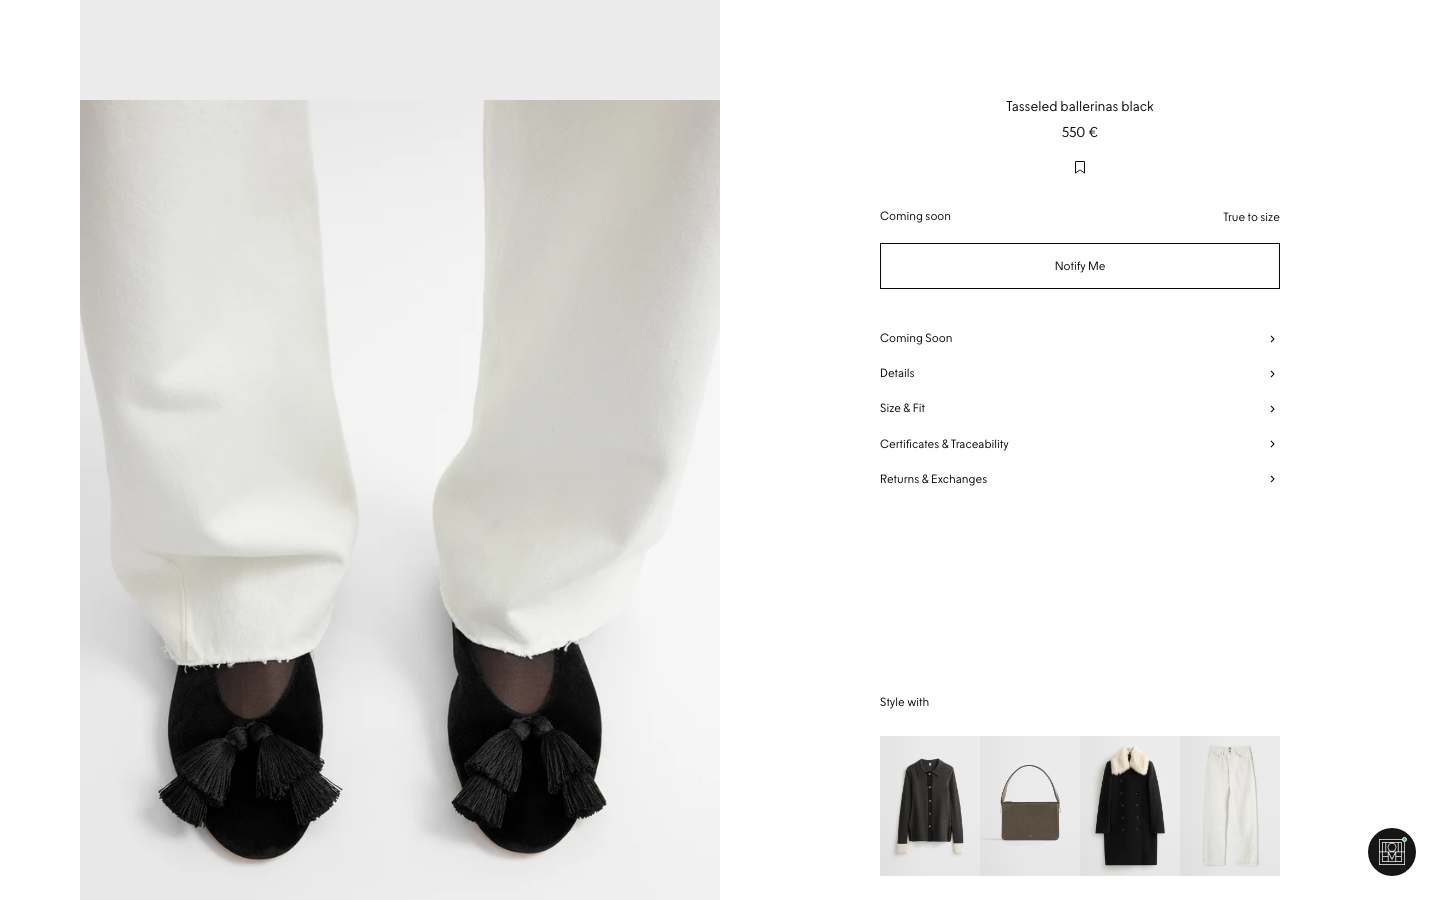 Tasseled ballerinas black
550 €
Coming soon
True to size
Notify Me
Coming Soon
Details
Size & Fit
Certificates & Traceability
Returns & Exchanges
Style with
TOTEME